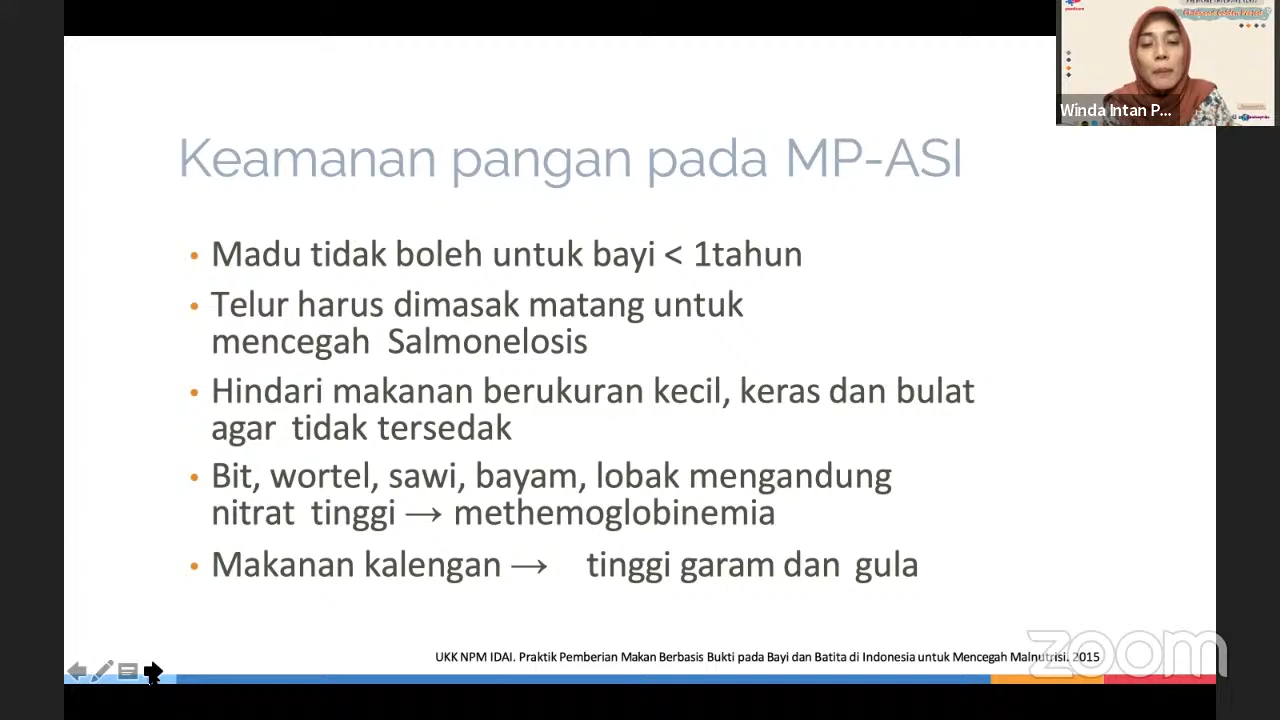 Winda Intan P...
Keamanan pangan pada MP-ASI
• Madu tidak boleh untuk bayi < 1tahun
• Telur harus dimasak matang untuk
mencegah Salmonelosis
• Hindari makanan berukuran kecil, keras dan bulat
agar tidak tersedak
• Bit, wortel, sawi, bayam, lobak mengandung
nitrat tinggi → methemoglobinemia
• Makanan kalengan → tinggi garam dan gula
UKK NPM IDAI. Praktik Pemberian Makan Berbasis Bukti pada Bayi dan Batita di Indonesia untuk Mencegah Malnutrisi. 2015
zoom